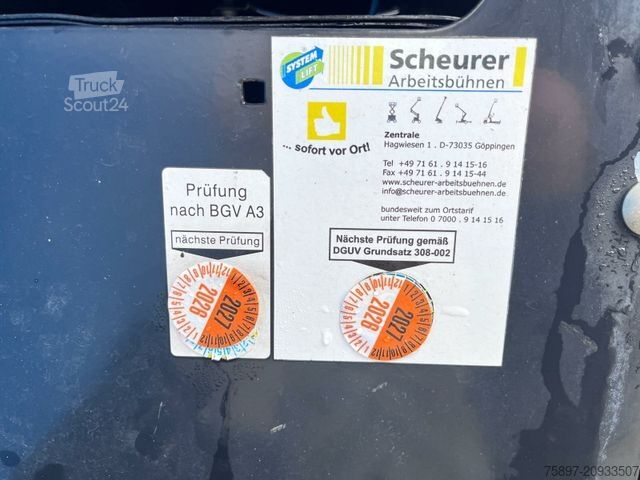 Truck
Scout24
SYSTEM
LIFT
Scheurer
Arbeitsbühnen
... sofort vor Ort!
Zentrale
Hagwiesen 1 . D-73035 Göppingen
Tel +49 71 61 . 9 14 15-16
Fax +49 71 61 . 9 14 15-44
www.scheurer-arbeitsbuehnen.de
info@scheurer-arbeitsbuehnen.de
bundesweit zum Ortstarif
unter Telefon 0 7000 . 9 14 15 16
Prüfung
nach BGV A3
nächste Prüfung
2026
2027
Nächste Prüfung gemäß
DGUV Grundsatz 308-002
2026
2027
75897-20933507